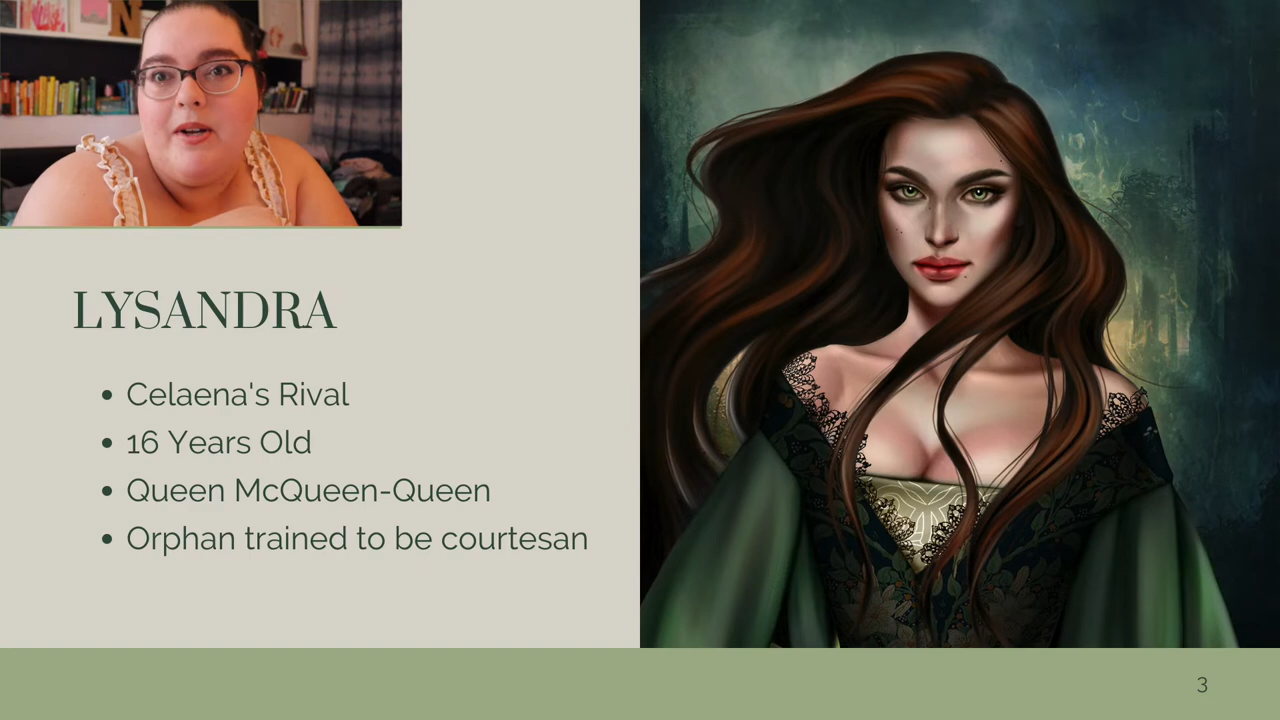 LYSANDRA
• Celaena's Rival
• 16 Years Old
• Queen McQueen-Queen
• Orphan trained to be courtesan
3